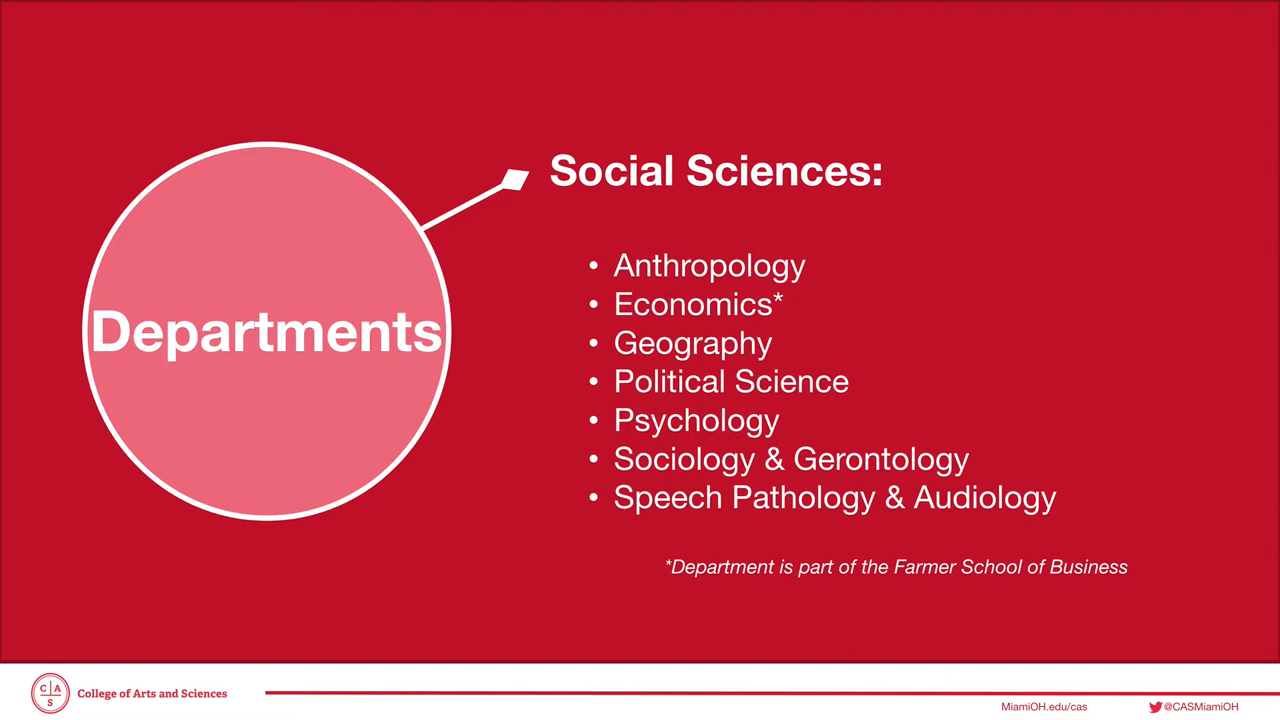 Departments
Social Sciences:
• Anthropology
• Economics*
• Geography
• Political Science
• Psychology
• Sociology & Gerontology
• Speech Pathology & Audiology
*Department is part of the Farmer School of Business
C A
S
College of Arts and Sciences
MiamiOH.edu/cas
@CASMiamiOH